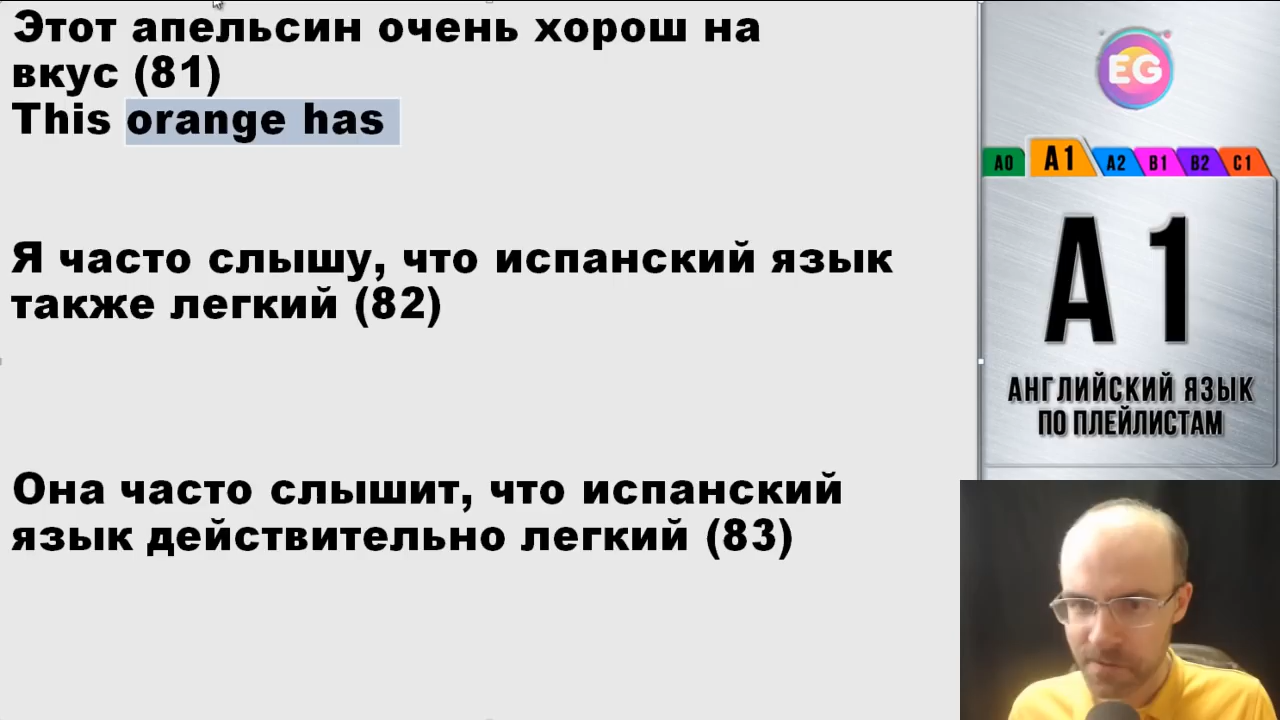 Этот апельсин очень хорош на
вкус (81)
This orange has
Я часто слышу, что испанский язык
также легкий (82)
Она часто слышит, что испанский
язык действительно легкий (83)
EG
A0 A1 A2 B1 B2 C1
A 1
АНГЛИЙСКИЙ ЯЗЫК
ПО ПЛЕЙЛИСТАМ